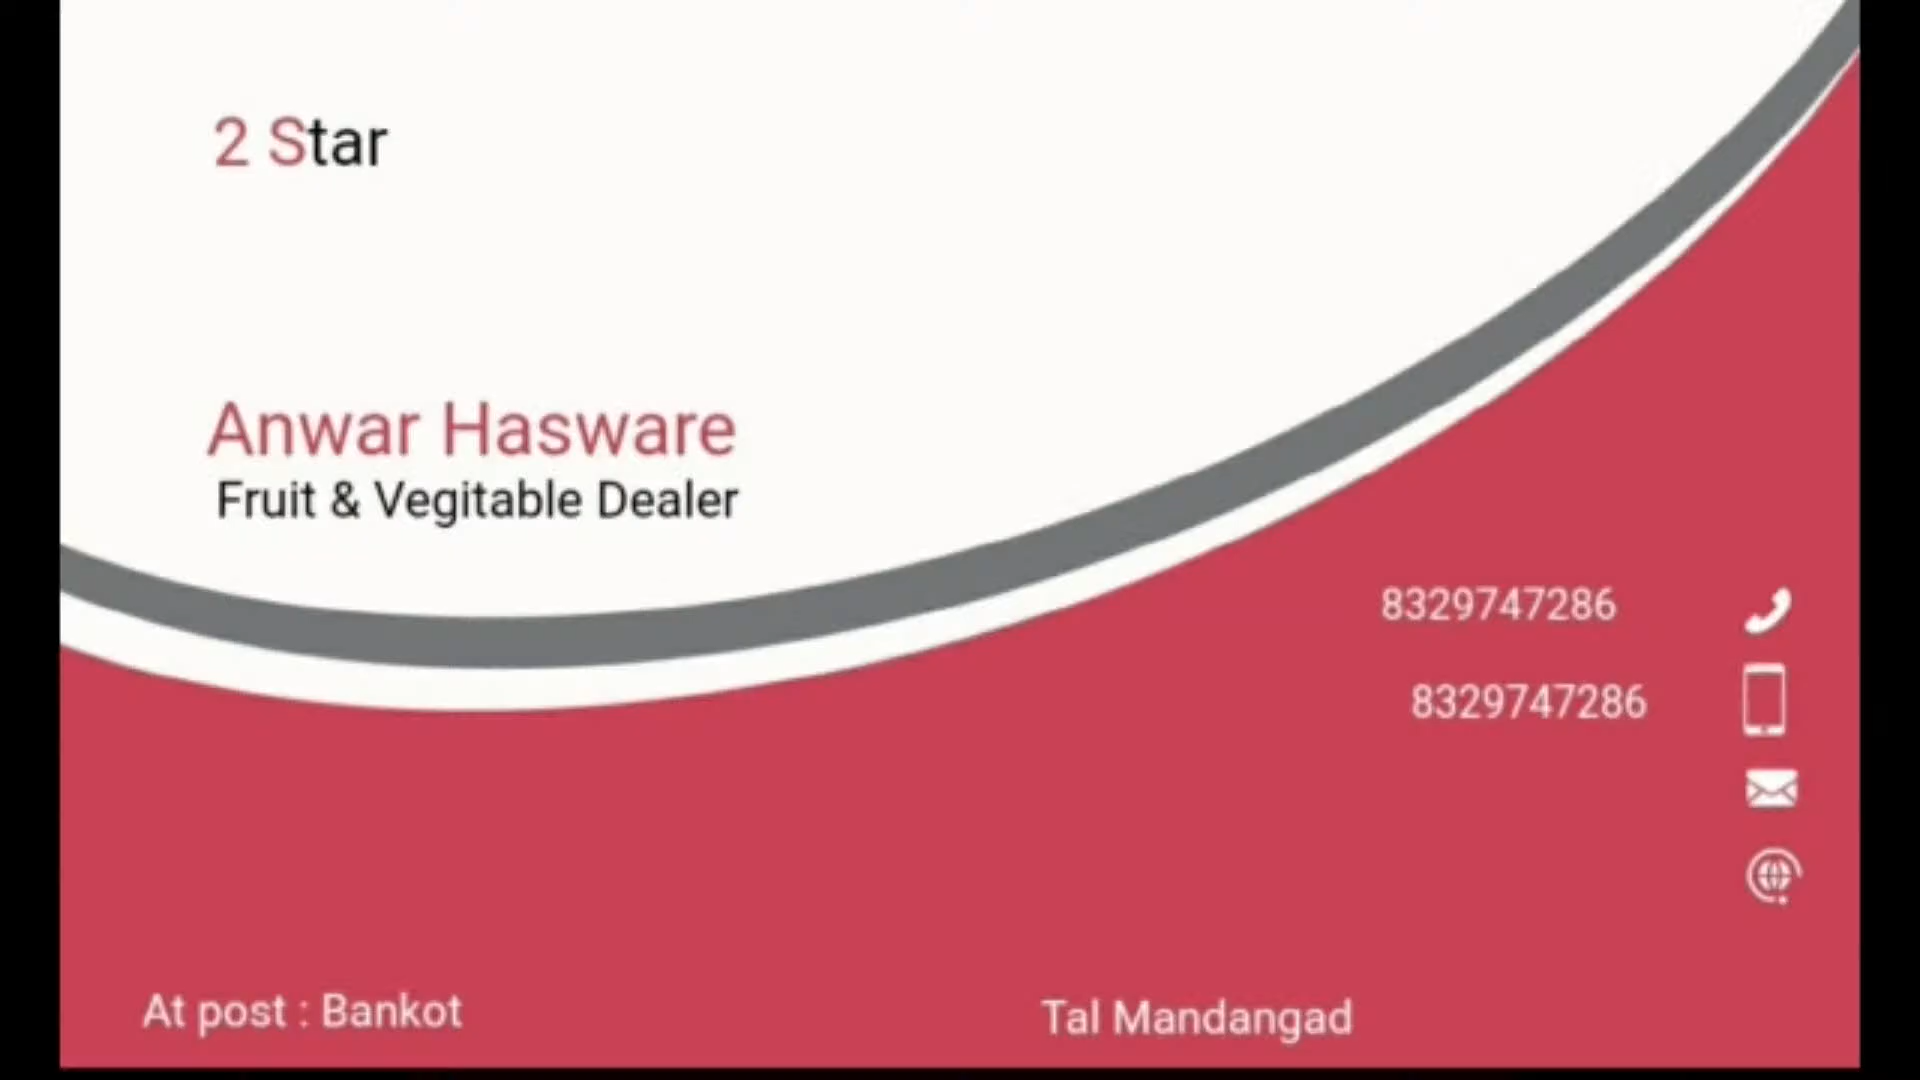 2 Star
Anwar Hasware
Fruit & Vegitable Dealer
8329747286
8329747286
At post : Bankot
Tal Mandangad